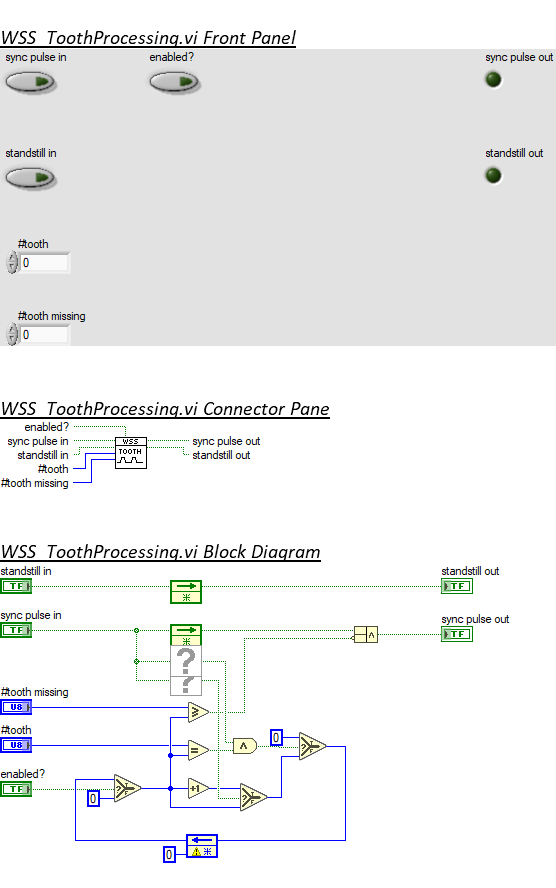 WSS_ToothProcessing.vi Front Panel
sync pulse in enabled? sync pulse out
standstill in standstill out
#tooth
0
#tooth missing
0
WSS_ToothProcessing.vi Connector Pane
enabled?
sync pulse in WSS sync pulse out
standstill in TOOTH standstill out
#tooth
#tooth missing
WSS_ToothProcessing.vi Block Diagram
standstill in standstill out
TF TF
sync pulse in sync pulse out
TF TF
? 
?
#tooth missing
U8 ≥
#tooth
U8 = ∧ 0 ? T F
enabled?
TF 0 ? T F +1 ? T F
0